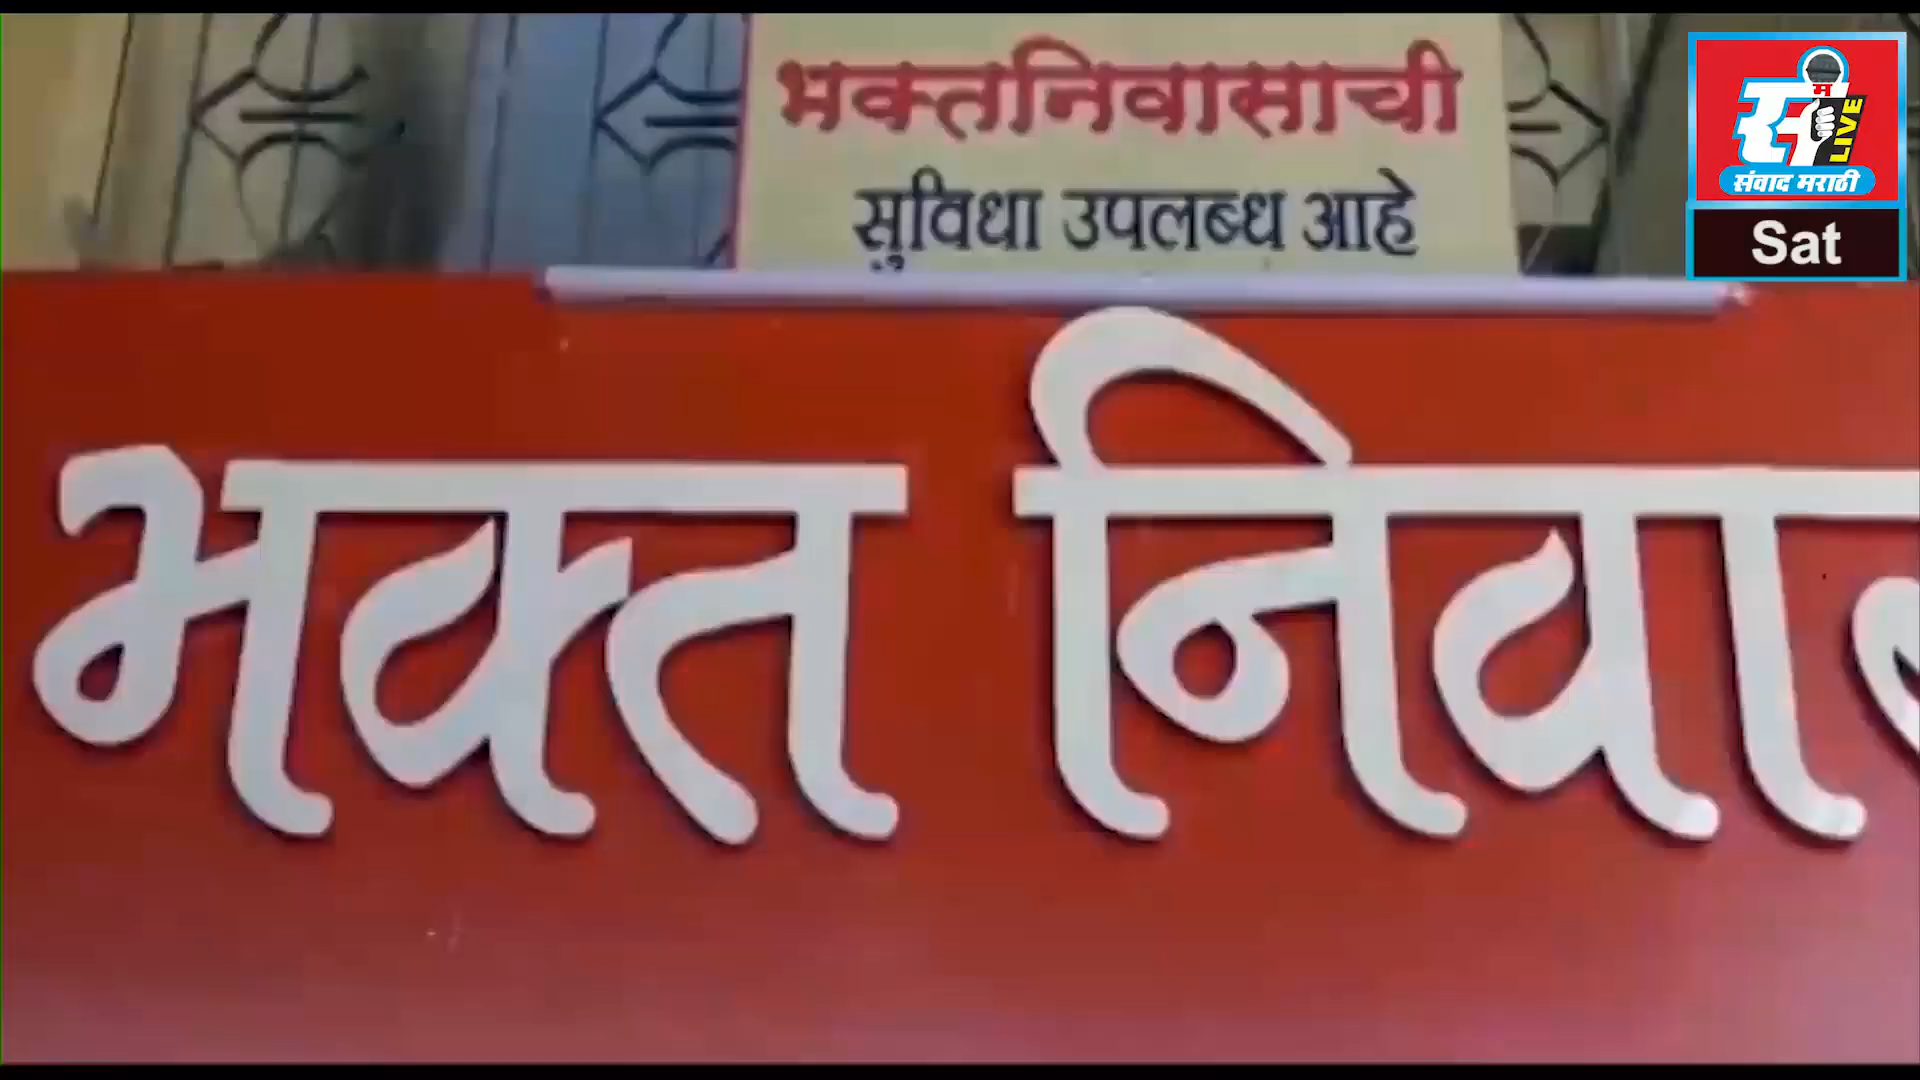 भक्तनिवासाची
सुविधा उपलब्ध आहे
म
LIVE
संवाद मराठी
Sat
भक्त निवा